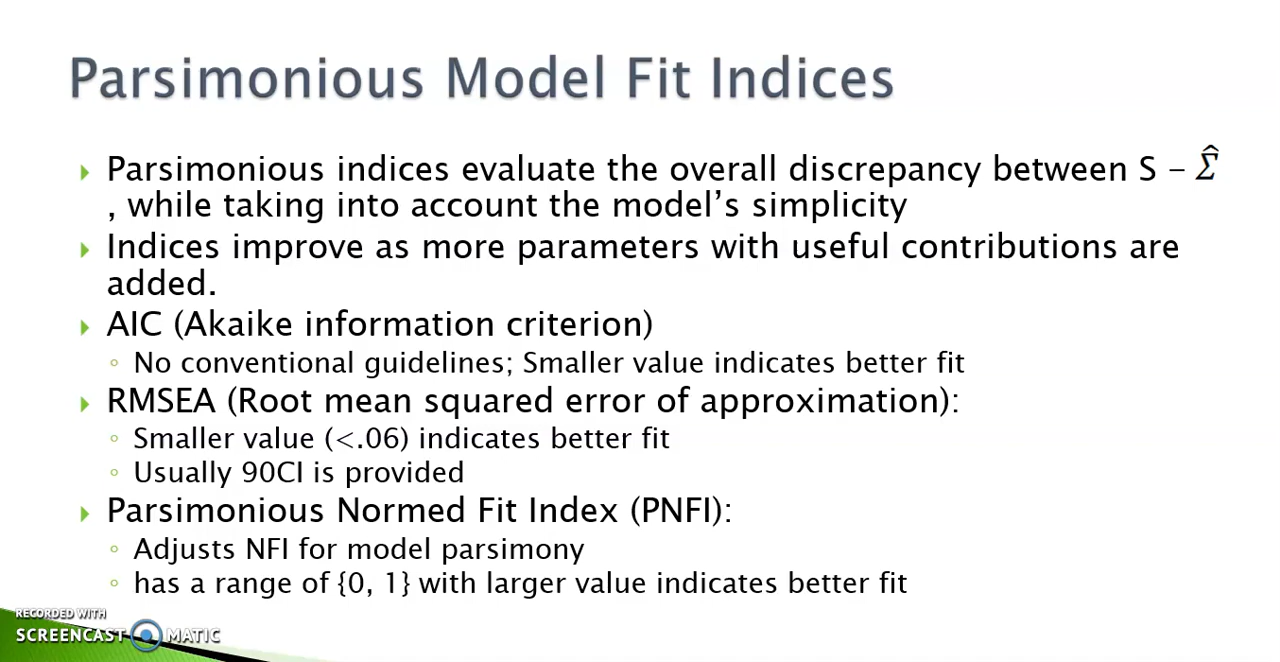 Parsimonious Model Fit Indices
Parsimonious indices evaluate the overall discrepancy between S – Σ̂
, while taking into account the model’s simplicity
Indices improve as more parameters with useful contributions are
added.
AIC (Akaike information criterion)
No conventional guidelines; Smaller value indicates better fit
RMSEA (Root mean squared error of approximation):
Smaller value (<.06) indicates better fit
Usually 90CI is provided
Parsimonious Normed Fit Index (PNFI):
Adjusts NFI for model parsimony
has a range of {0, 1} with larger value indicates better fit
RECORDED WITH
SCREENCAST MATIC